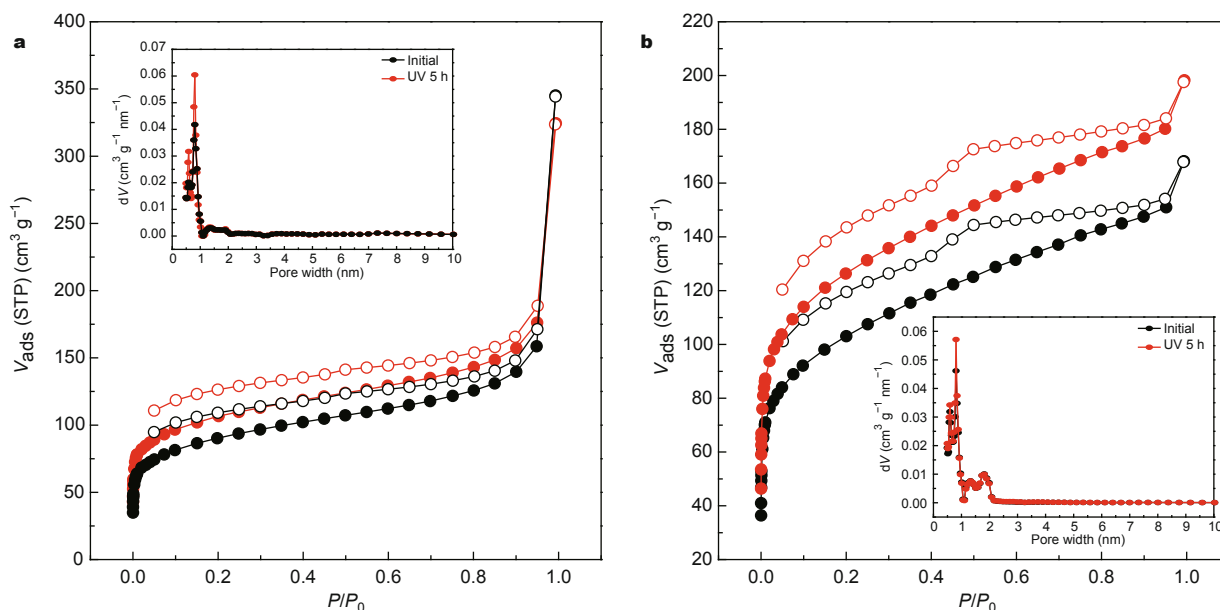 a
400
350
300
250
200
150
100
50
0
V_ads (STP) (cm³ g⁻¹)
0.0 0.2 0.4 0.6 0.8 1.0
P/P₀
0.07
0.06
0.05
0.04
0.03
0.02
0.01
0.00
dV (cm³ g⁻¹ nm⁻¹)
Initial
UV 5 h
0 1 2 3 4 5 6 7 8 9 10
Pore width (nm)
b
220
200
180
160
140
120
100
80
60
40
20
V_ads (STP) (cm³ g⁻¹)
0.0 0.2 0.4 0.6 0.8 1.0
P/P₀
0.06
0.05
0.04
0.03
0.02
0.01
0.00
dV (cm³ g⁻¹ nm⁻¹)
Initial
UV 5 h
0 1 2 3 4 5 6 7 8 9 10
Pore width (nm)